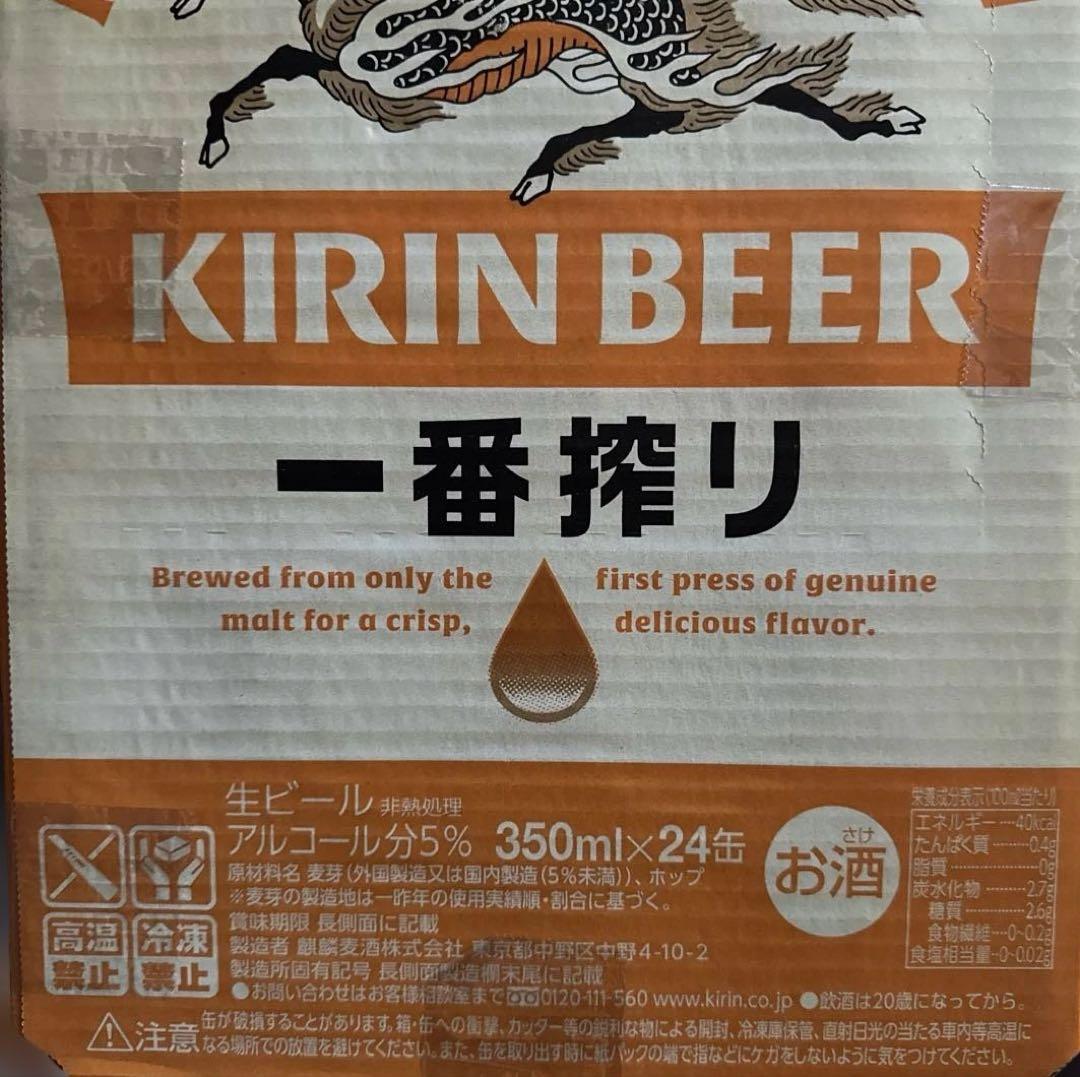 KIRIN BEER
一番搾り
Brewed from only the first press of genuine
malt for a crisp, delicious flavor.
生ビール 非熱処理
アルコール分5% 350ml×24缶
原材料名 麦芽(外国製造又は国内製造(5%未満))、ホップ
※麦芽の製造地は一昨年の使用実績順・割合に基づく。
賞味期限 長側面に記載
製造者 麒麟麦酒株式会社 東京都中野区中野4-10-2
製造所固有記号 長側面製造欄末尾に記載
●お問い合わせはお客様相談室まで 0120-111-560 www.kirin.co.jp ●飲酒は20歳になってから。
高温 冷凍
禁止 禁止
さけ
お酒
栄養成分表示(100ml当たり)
エネルギー…40kcal
たんぱく質……0.4g
脂質……0g
炭水化物……2.7g
糖質……2.6g
食物繊維…0~0.2g
食塩相当量…0~0.02g
注意 缶が破損することがあります。箱・缶への衝撃、カッター等の鋭利な物による開封、冷凍庫保管、直射日光の当たる車内等高温に
なる場所での放置を避けてください。また、缶を取り出す時に紙パックの端で指などにケガをしないように気をつけてください。